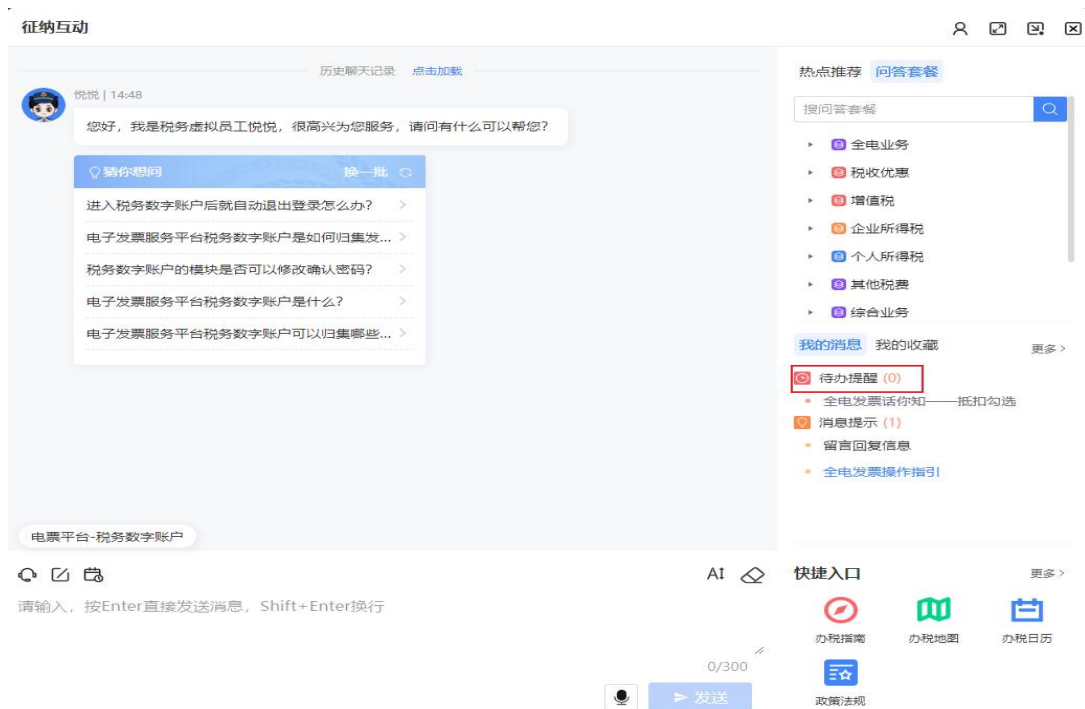 征纳互动
历史聊天记录 点击加载
悦悦 | 14:48
您好，我是税务虚拟员工悦悦，很高兴为您服务，请问有什么可以帮您？
猜你想问 换一批
进入税务数字账户后就自动退出登录怎么办？
电子发票服务平台税务数字账户是如何归集发...
税务数字账户的模块是否可以修改确认密码？
电子发票服务平台税务数字账户是什么？
电子发票服务平台税务数字账户可以归集哪些...
电票平台-税务数字账户
请输入，按Enter直接发送消息，Shift+Enter换行
0/300
发送
热点推荐 问答套餐
搜问答套餐
全电业务
税收优惠
增值税
企业所得税
个人所得税
其他税费
综合业务
我的消息 我的收藏 更多
待办提醒 (0)
全电发票话你知——抵扣勾选
消息提示 (1)
留言回复信息
全电发票操作指引
快捷入口 更多
办税指南 办税地图 办税日历
政策法规